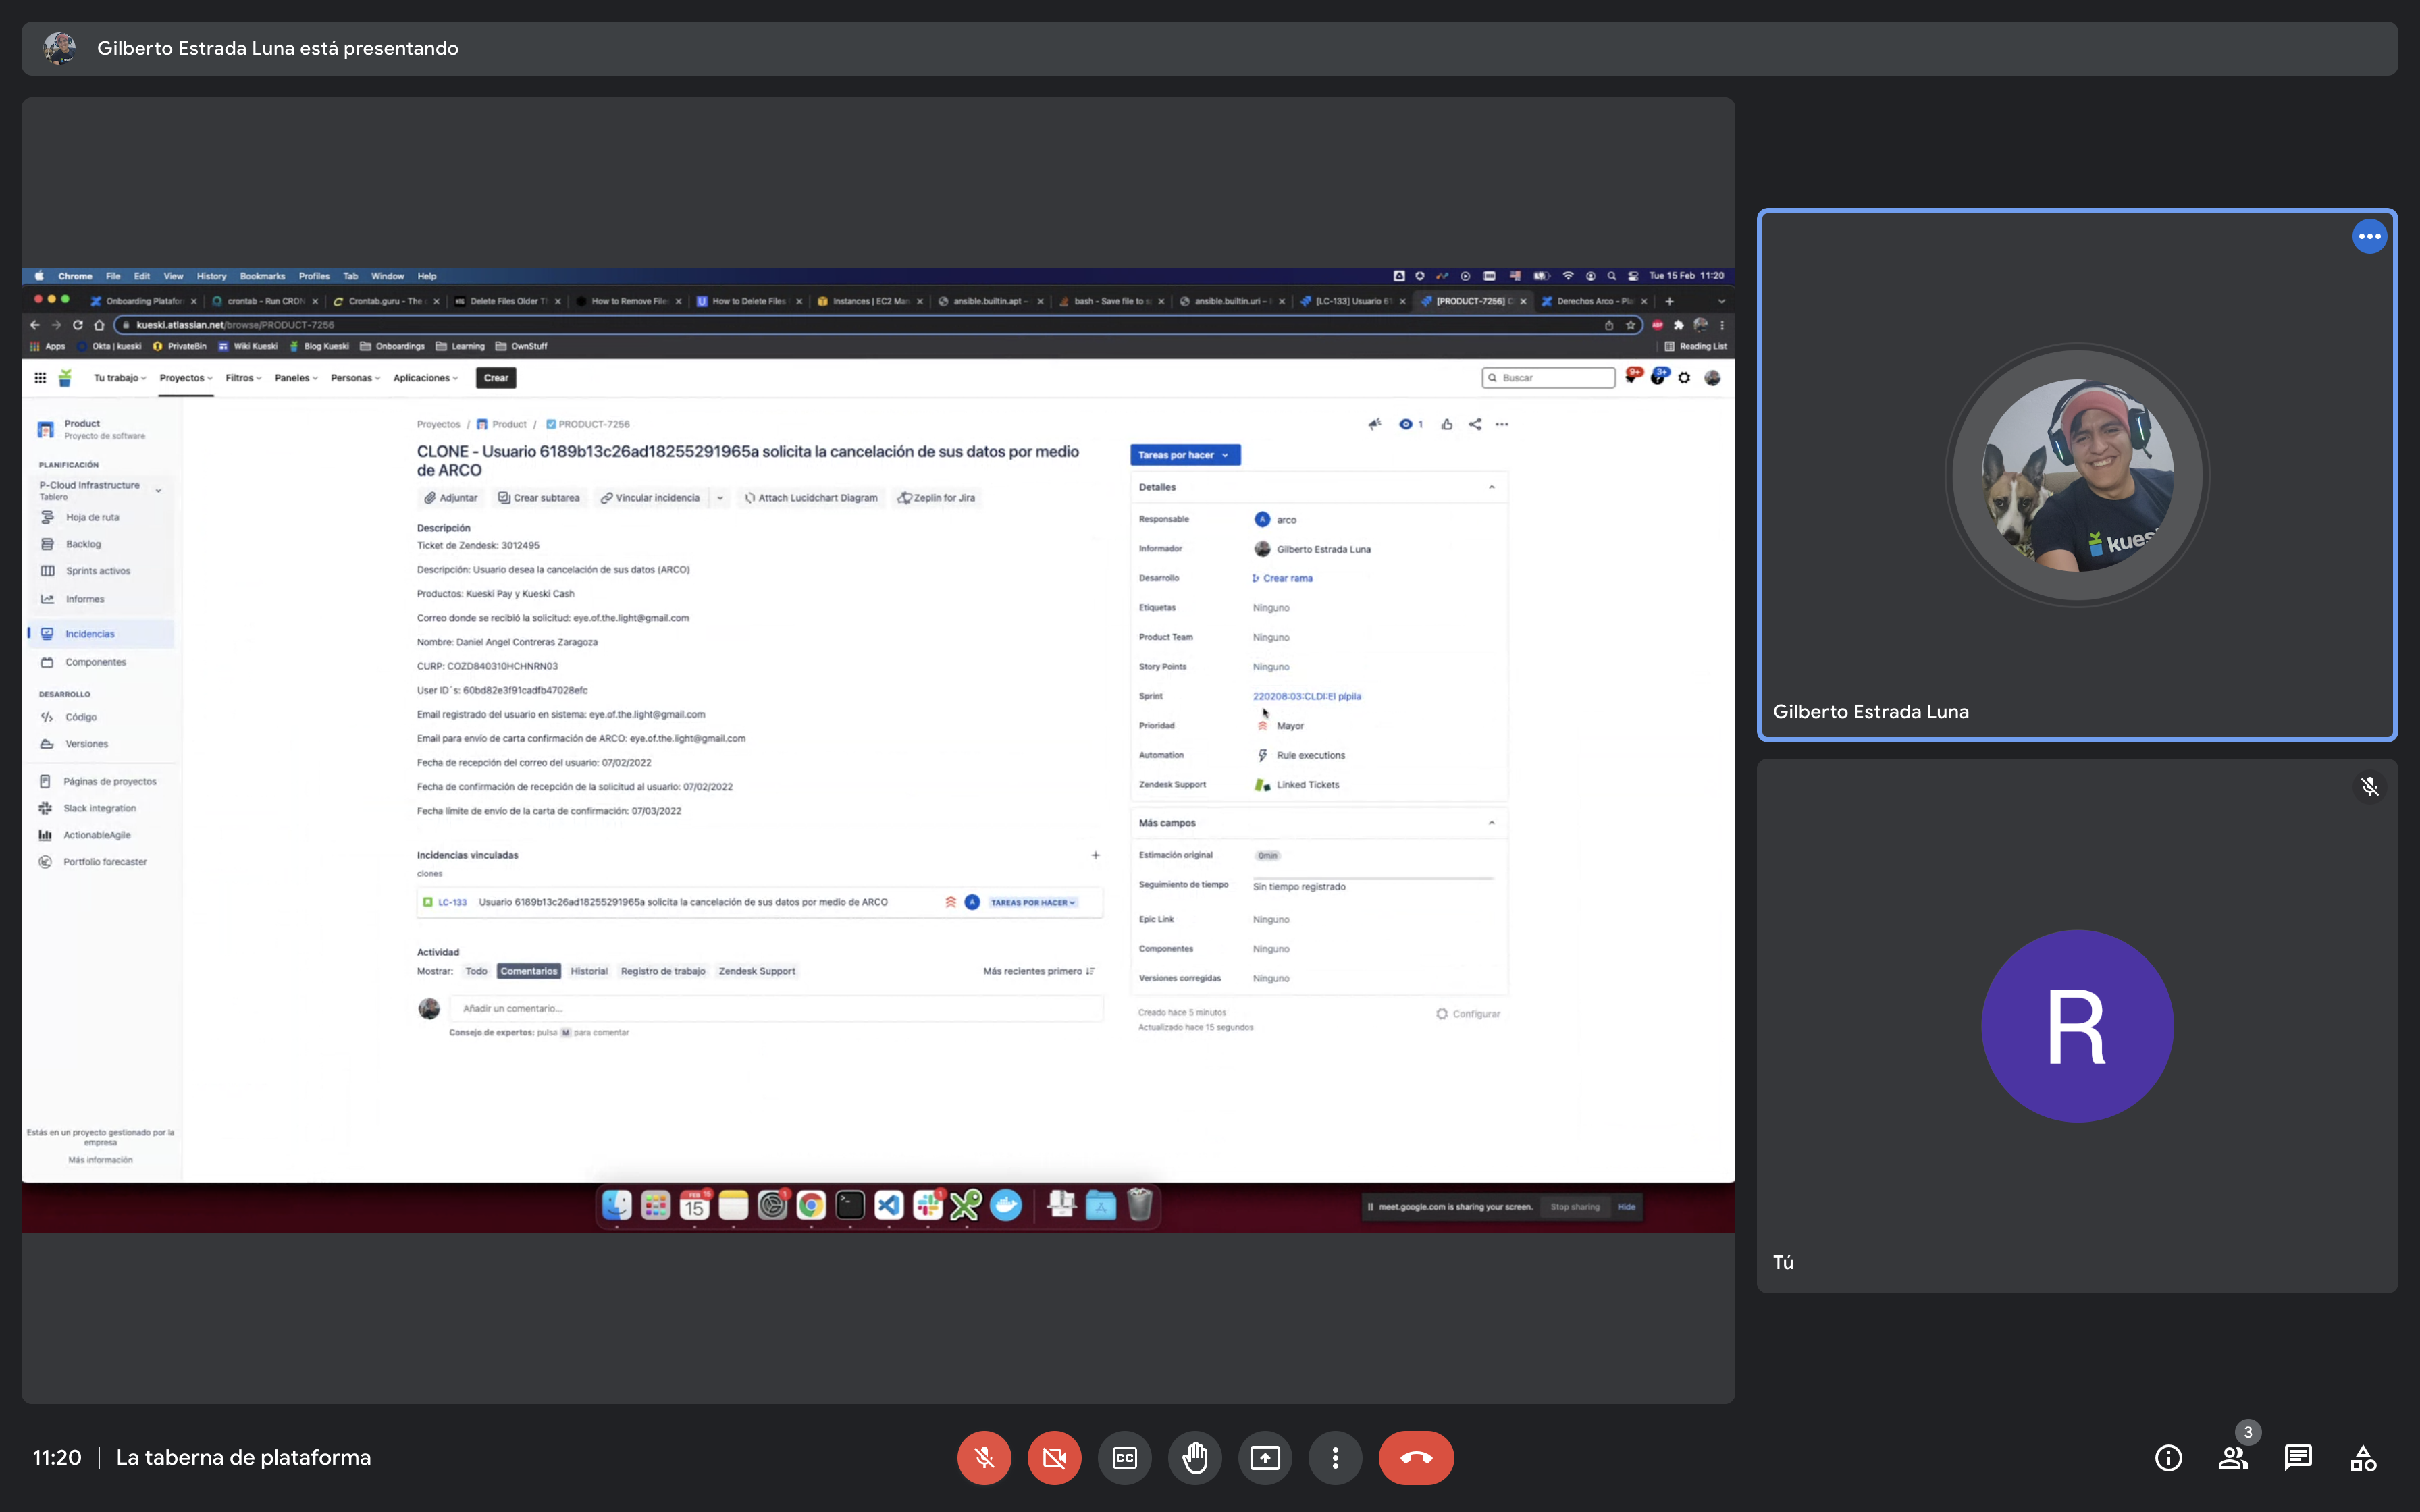 Gilberto Estrada Luna está presentando
Chrome File Edit View History Bookmarks Profiles Tab Window Help
Tue 15 Feb 11:20
Onboarding Platafor
crontab - Run CRON
Crontab.guru - The
Delete Files Older T
How to Remove File
How to Delete Files
Instances | EC2 Man
ansible.builtin.apt -
bash - Save file to s
ansible.builtin.uri -
[LC-133] Usuario 6
[PRODUCT-7256] C
Derechos Arco - Pla
kueski.atlassian.net/browse/PRODUCT-7256
Apps Okta | kueski PrivateBin Wiki Kueski Blog Kueski Onboardings Learning OwnStuff
Reading List
Tu trabajo Proyectos Filtros Paneles Personas Aplicaciones Crear
Buscar
9+ 3+
Product
Proyecto de software
PLANIFICACIÓN
P-Cloud Infrastructure
Tablero
Hoja de ruta
Backlog
Sprints activos
Informes
Incidencias
Componentes
DESARROLLO
Código
Versiones
Páginas de proyectos
Slack integration
ActionableAgile
Portfolio forecaster
Estás en un proyecto gestionado por la
empresa
Más información
Proyectos / Product / PRODUCT-7256
1
CLONE - Usuario 6189b13c26ad18255291965a solicita la cancelación de sus datos por medio
de ARCO
Adjuntar Crear subtarea Vincular incidencia Attach Lucidchart Diagram Zeplin for Jira
Descripción
Ticket de Zendesk: 3012495
Descripción: Usuario desea la cancelación de sus datos (ARCO)
Productos: Kueski Pay y Kueski Cash
Correo donde se recibió la solicitud: eye.of.the.light@gmail.com
Nombre: Daniel Angel Contreras Zaragoza
CURP: COZD840310HCHNRN03
User ID´s: 60bd82e3f91cadfb47028efc
Email registrado del usuario en sistema: eye.of.the.light@gmail.com
Email para envío de carta confirmación de ARCO: eye.of.the.light@gmail.com
Fecha de recepción del correo del usuario: 07/02/2022
Fecha de confirmación de recepción de la solicitud al usuario: 07/02/2022
Fecha límite de envío de la carta de confirmación: 07/03/2022
Incidencias vinculadas
clones
LC-133 Usuario 6189b13c26ad18255291965a solicita la cancelación de sus datos por medio de ARCO A TAREAS POR HACER
Actividad
Mostrar: Todo Comentarios Historial Registro de trabajo Zendesk Support
Más recientes primero
Añadir un comentario...
Consejo de expertos: pulsa M para comentar
Tareas por hacer
Detalles
Responsable A arco
Informador Gilberto Estrada Luna
Desarrollo Crear rama
Etiquetas Ninguno
Product Team Ninguno
Story Points Ninguno
Sprint 220208:03:CLDI:El pípila
Prioridad Mayor
Automation Rule executions
Zendesk Support Linked Tickets
Más campos
Estimación original 0min
Seguimiento de tiempo Sin tiempo registrado
Epic Link Ninguno
Componentes Ninguno
Versiones corregidas Ninguno
Creado hace 5 minutos
Actualizado hace 15 segundos
Configurar
FEB 15
meet.google.com is sharing your screen. Stop sharing Hide
kues
Gilberto Estrada Luna
R
Tú
11:20 | La taberna de plataforma
CC
3